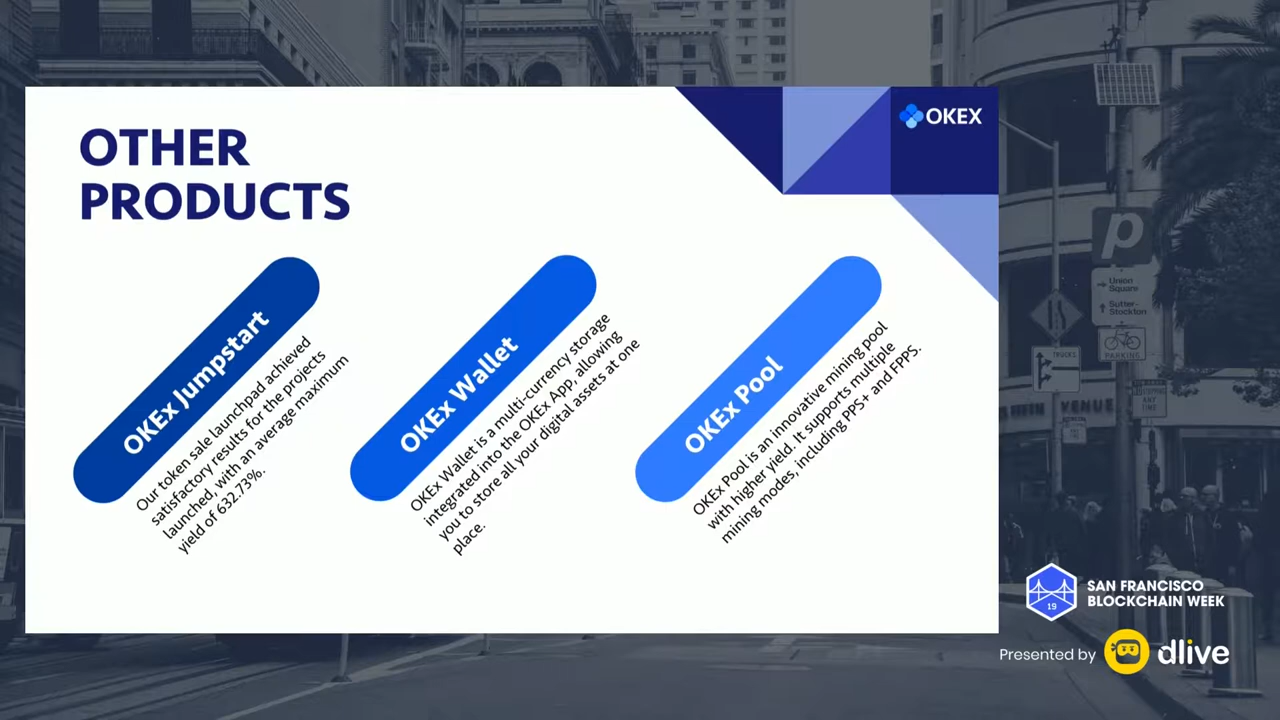 OTHER
PRODUCTS
OKEX
OKEx Jumpstart
Our token sale launchpad achieved
satisfactory results for the projects
launched, with an average maximum
yield of 632.73%.
OKEx Wallet
OKEx Wallet is a multi-currency storage
integrated into the OKEx App, allowing
you to store all your digital assets at one
place.
OKEx Pool
OKEx Pool is an innovative mining pool
with higher yield. It supports multiple
mining modes, including PPS+ and FPPS.
P
Union
Square
Sutter-
Stockton
PARKING
TRUCKS
VENUE
19
SAN FRANCISCO
BLOCKCHAIN WEEK
Presented by
dlive